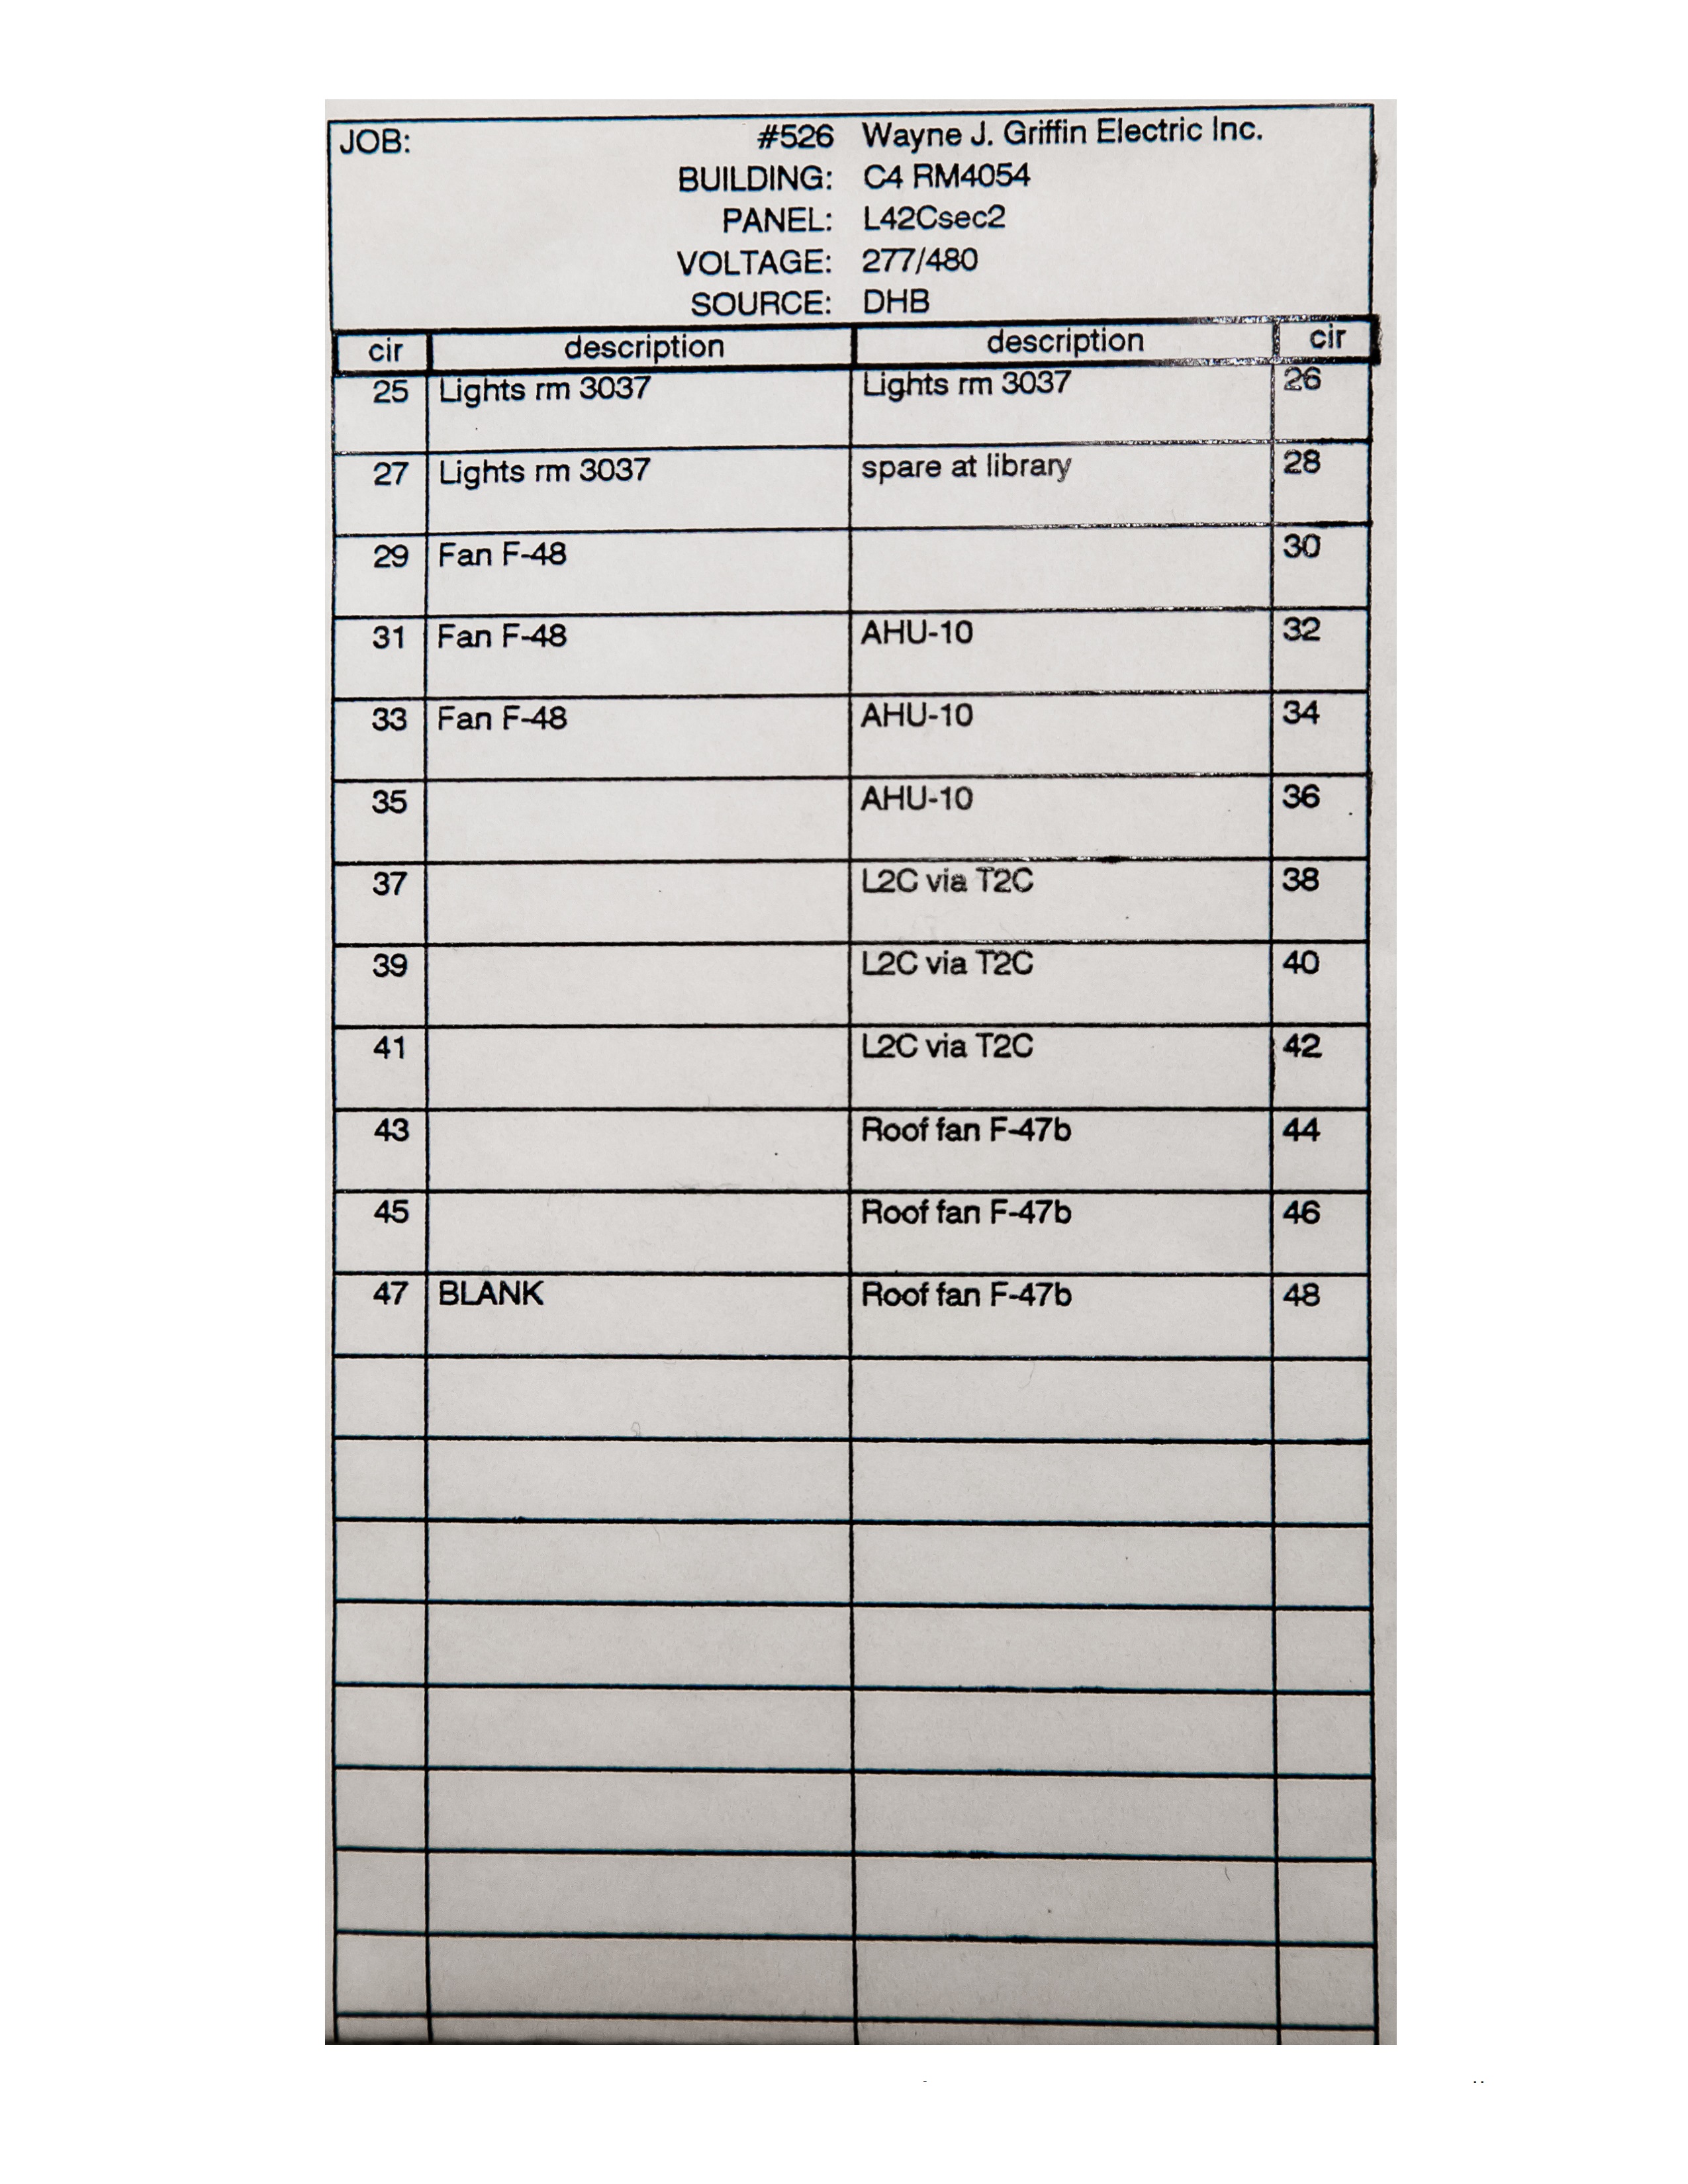 JOB: #526 Wayne J. Griffin Electric Inc.
BUILDING: C4 RM4054
PANEL: L42Csec2
VOLTAGE: 277/480
SOURCE: DHB
cir description description cir
25 Lights rm 3037 Lights rm 3037 26
27 Lights rm 3037 spare at library 28
29 Fan F-48 30
31 Fan F-48 AHU-10 32
33 Fan F-48 AHU-10 34
35 AHU-10 36
37 L2C via T2C 38
39 L2C via T2C 40
41 L2C via T2C 42
43 Roof fan F-47b 44
45 Roof fan F-47b 46
47 BLANK Roof fan F-47b 48